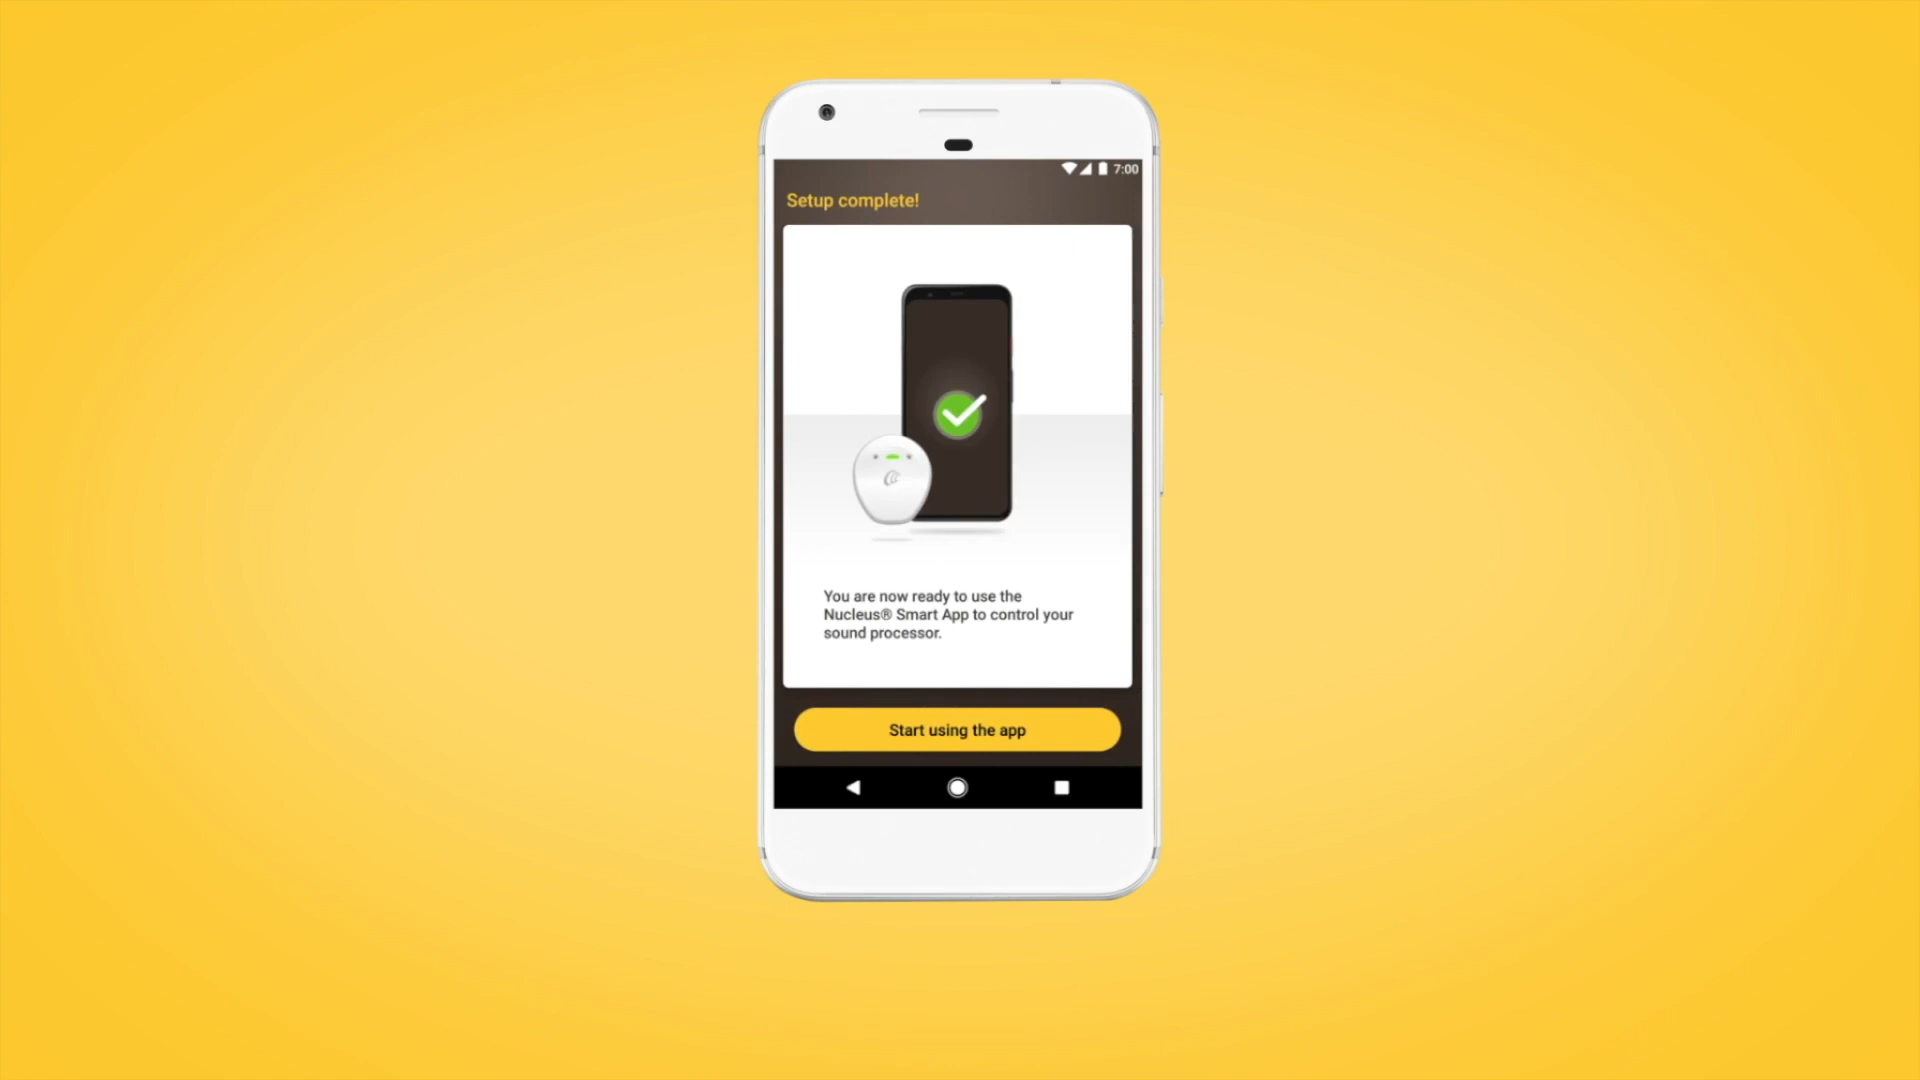 7:00
Setup complete!
You are now ready to use the
Nucleus® Smart App to control your
sound processor.
Start using the app